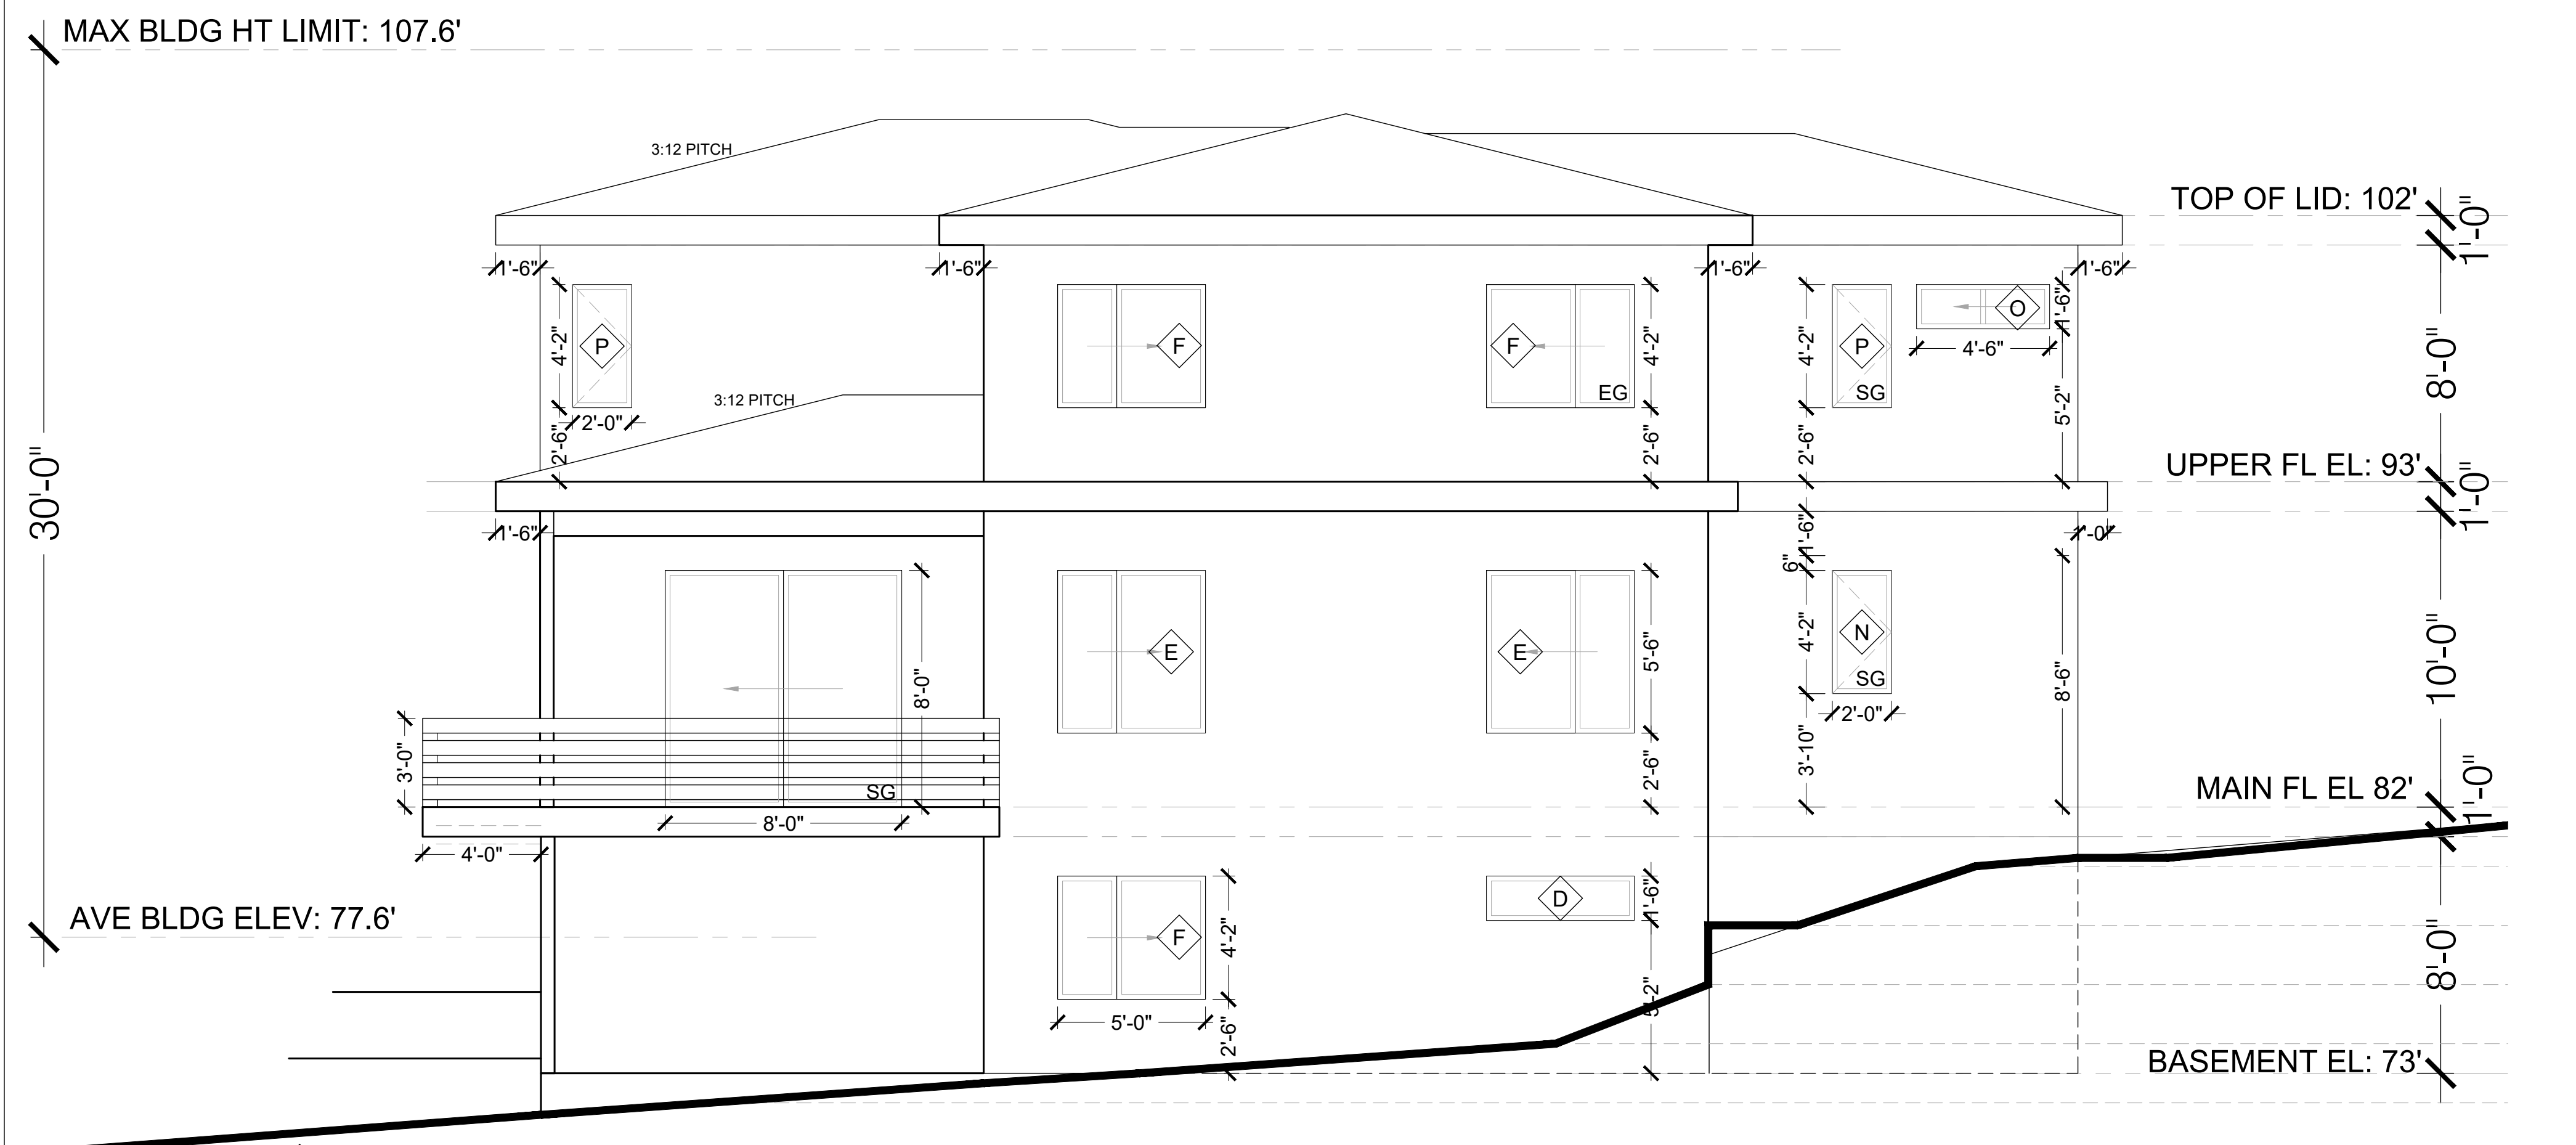 MAX BLDG HT LIMIT: 107.6'
3:12 PITCH
TOP OF LID: 102'
1'-0"
1'-6"
1'-6"
1'-6"
1'-6"
4'-2"
P
2'-0"
2'-6"
3:12 PITCH
F
F
EG
4'-2"
2'-6"
4'-2"
P
SG
2'-6"
O
1'-6"
4'-6"
5'-2"
8'-0"
30'-0"
UPPER FL EL: 93'
1'-0"
1'-6"
1'-6"
6"
1'-0"
8'-0"
SG
8'-0"
3'-0"
4'-0"
E
E
5'-6"
2'-6"
4'-2"
N
SG
2'-0"
3'-10"
8'-6"
10'-0"
MAIN FL EL 82'
1'-0"
AVE BLDG ELEV: 77.6'
F
4'-2"
5'-0"
2'-6"
D
1'-6"
5'-2"
8'-0"
BASEMENT EL: 73'